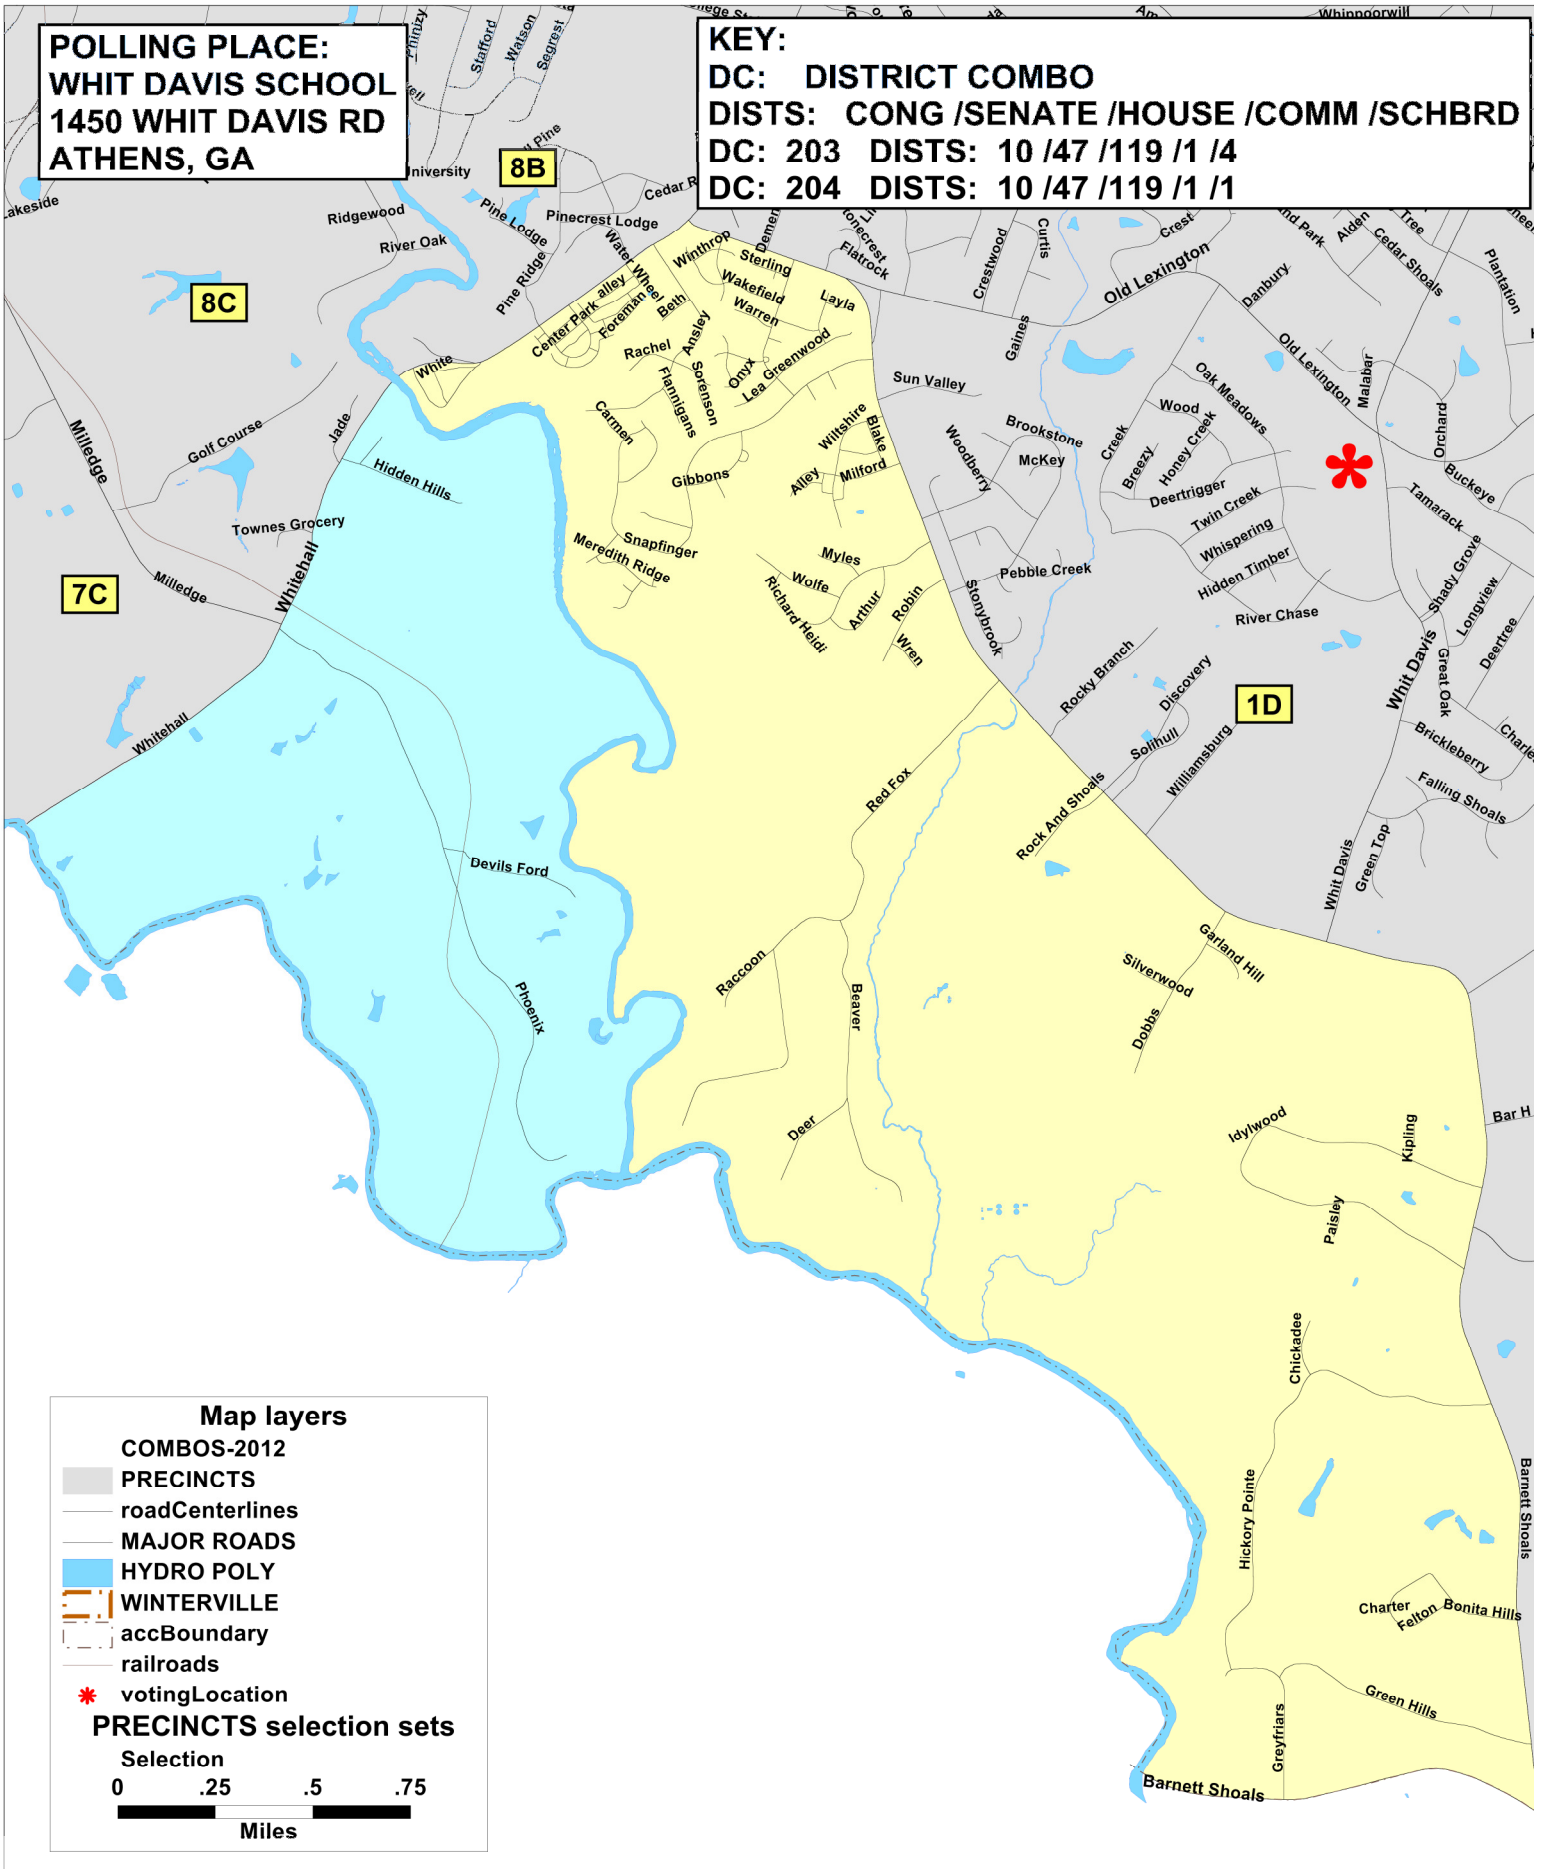 POLLING PLACE:
WHIT DAVIS SCHOOL
1450 WHIT DAVIS RD
ATHENS, GA
KEY:
DC: DISTRICT COMBO
DISTS: CONG /SENATE /HOUSE /COMM /SCHBRD
DC: 203 DISTS: 10 /47 /119 /1 /4
DC: 204 DISTS: 10 /47 /119 /1 /1
Phinizy
Stafford
Watson
Segrest
Whippoorwill
8B
Cedar
Lakeside
Ridgewood
River Oak
Pine Lodge
Pinecrest Lodge
Pine Ridge
Water Wheel
8C
Winthrop
Sterling
Wakefield
Warren
Layla
Flatrock
Crestwood
Curtis
Crest
Old Lexington
Danbury
Alden
Tree
Cedar Shoals
Plantation
Center Park
alley
Foreman
Beth
Ansley
Rachel
Sorenson
Flannigans
Onyx
Lea
Greenwood
Gaines
Sun Valley
Old Lexington
Malabar
Orchard
White
Carmen
Gibbons
Wiltshire
Blake
Alley
Milford
Woodberry
Brookstone
McKey
Creek
Wood
Oak Meadows
Breezy
Honey Creek
Deertrigger
Twin Creek
Whispering
Hidden Timber
River Chase
Buckeye
Tamarack
Shady Grove
Longview
Deertree
Milledge
Golf Course
Jade
Hidden Hills
Townes Grocery
Whitehall
Milledge
7C
Whitehall
Snapfinger
Meredith Ridge
Myles
Wolfe
Richard
Heidi
Arthur
Robin
Wren
Pebble Creek
Stonybrook
Rocky Branch
Discovery
Solihull
Williamsburg
1D
Whit Davis
Great Oak
Brickleberry
Falling Shoals
Green Top
Whit Davis
Red Fox
Rock And Shoals
Devils Ford
Phoenix
Raccoon
Beaver
Deer
Garland Hill
Silverwood
Dobbs
Idylwood
Kipling
Bar H
Paisley
Chickadee
Hickory Pointe
Barnett Shoals
Charter
Felton
Bonita Hills
Green Hills
Greyfriars
Barnett Shoals
Map layers
COMBOS-2012
PRECINCTS
roadCenterlines
MAJOR ROADS
HYDRO POLY
WINTERVILLE
accBoundary
railroads
votingLocation
PRECINCTS selection sets
Selection
0 .25 .5 .75
Miles